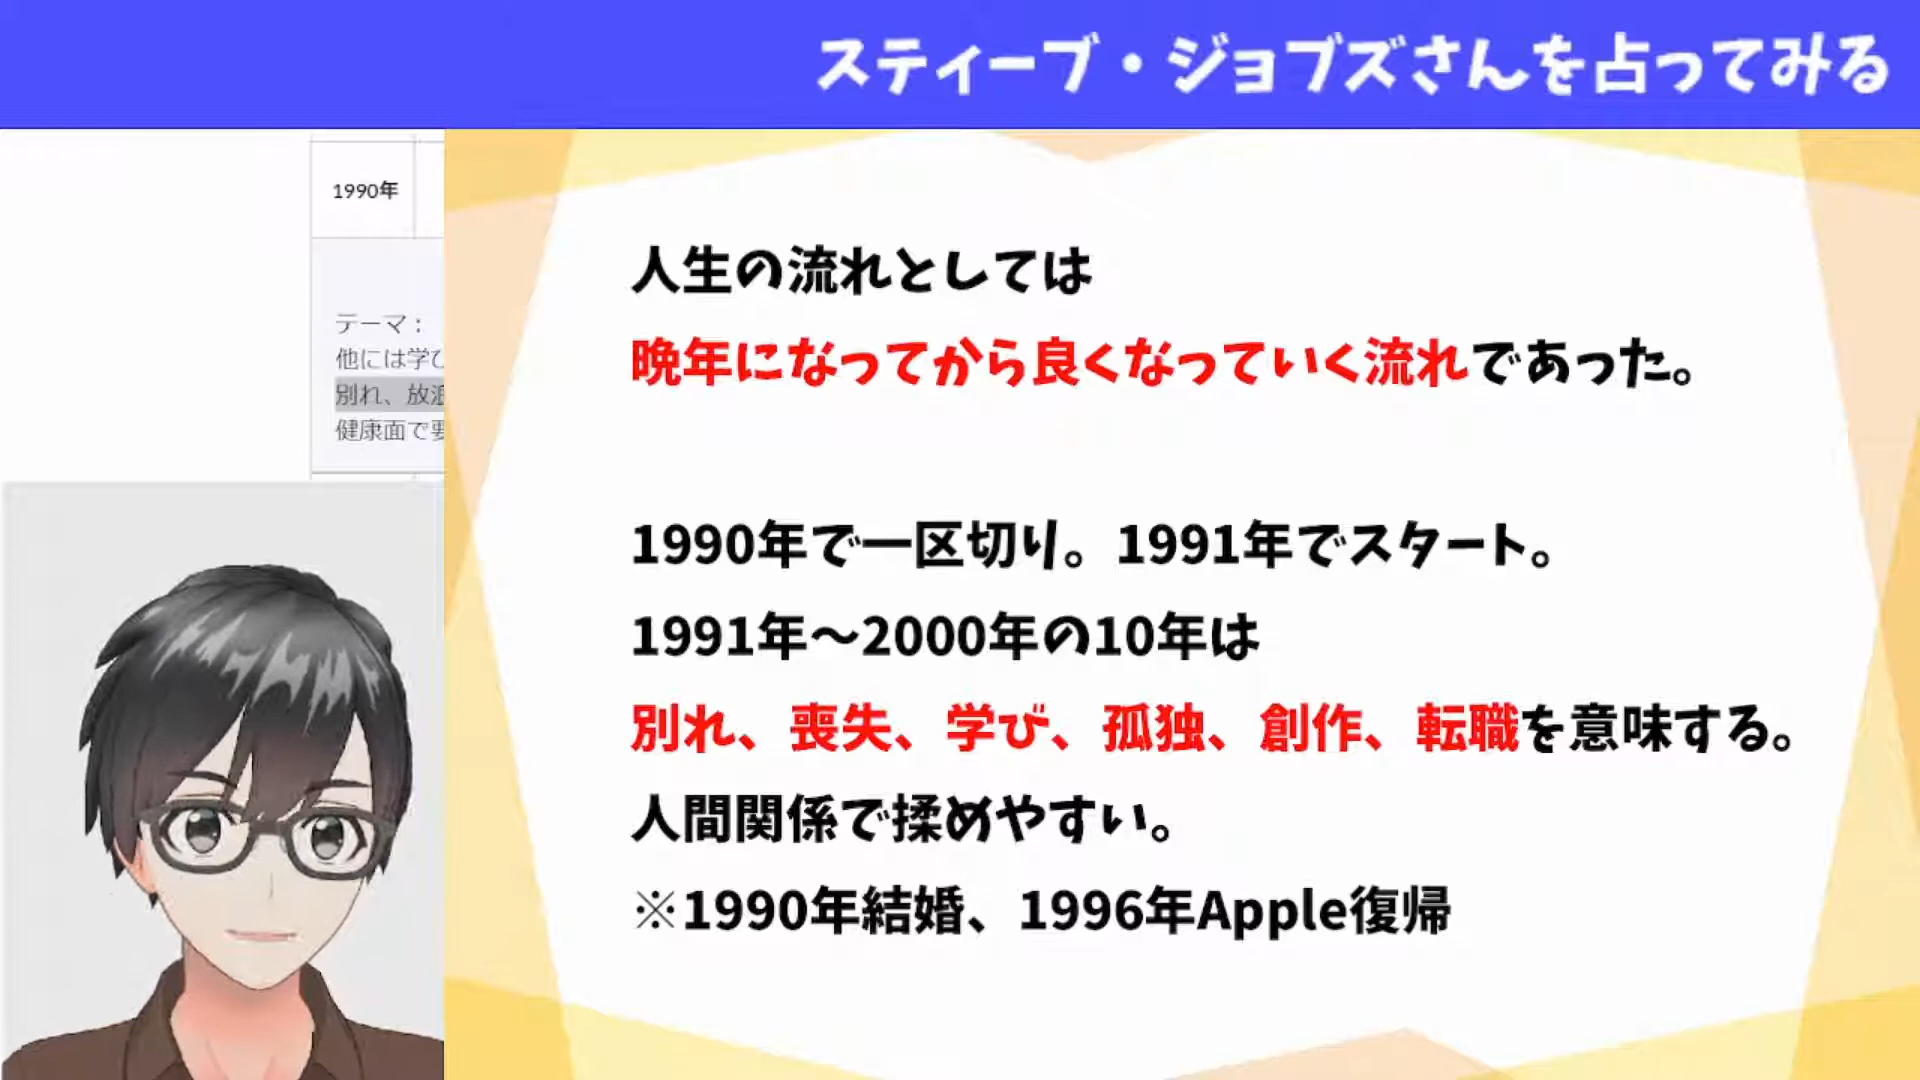 スティーブ・ジョブズさんを占ってみる
1990年
テーマ：
他には学び
別れ、放浪
健康面で要
人生の流れとしては
晩年になってから良くなっていく流れであった。
1990年で一区切り。1991年でスタート。
1991年〜2000年の10年は
別れ、喪失、学び、孤独、創作、転職を意味する。
人間関係で揉めやすい。
※1990年結婚、1996年Apple復帰